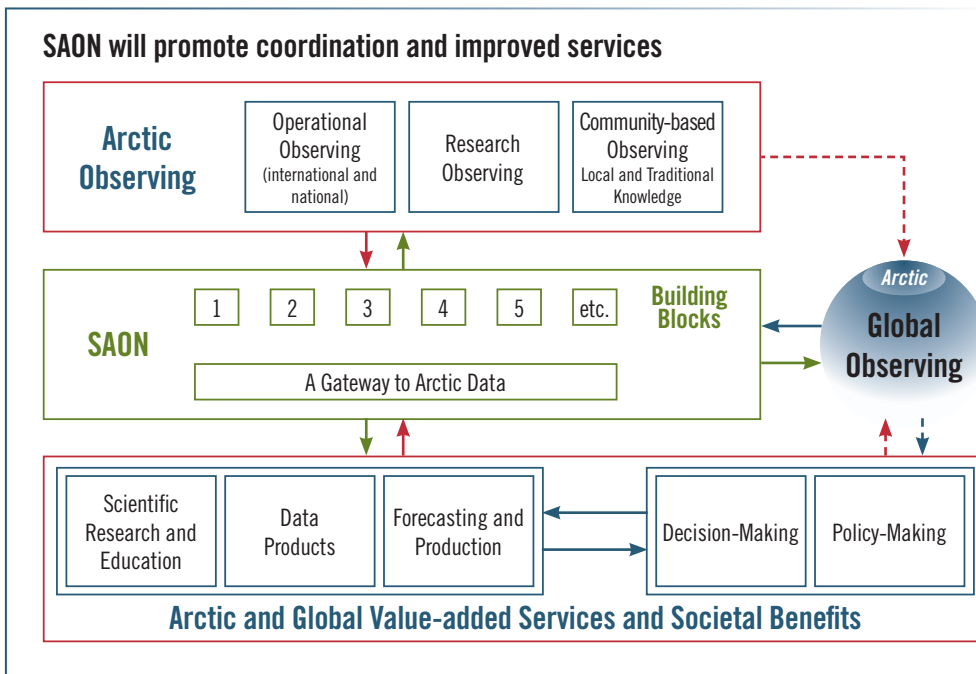 SAON will promote coordination and improved services
Arctic
Observing
Operational
Observing
(international and
national)
Research
Observing
Community-based
Observing
Local and Traditional
Knowledge
SAON
1
2
3
4
5
etc.
Building
Blocks
A Gateway to Arctic Data
Arctic
Global
Observing
Scientific
Research and
Education
Data
Products
Forecasting and
Production
Decision-Making
Policy-Making
Arctic and Global Value-added Services and Societal Benefits